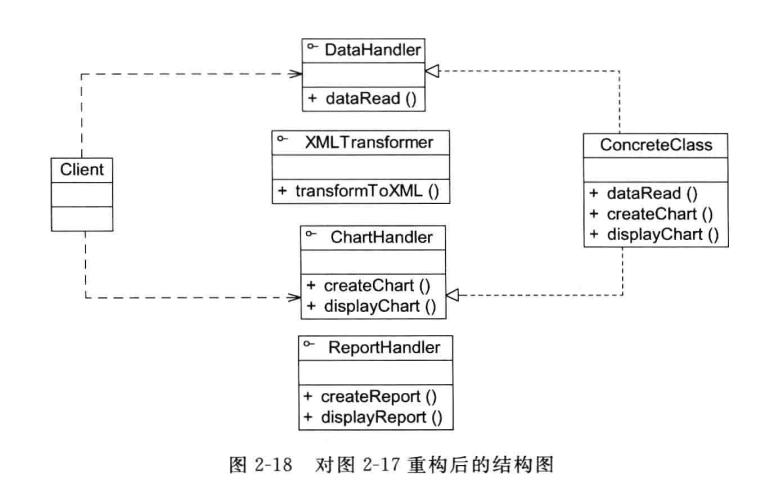 DataHandler
+ dataRead ()
XMLTransformer
+ transformToXML ()
Client
ConcreteClass
+ dataRead ()
+ createChart ()
+ displayChart ()
ChartHandler
+ createChart ()
+ displayChart ()
ReportHandler
+ createReport ()
+ displayReport ()
图 2-18 对图 2-17 重构后的结构图